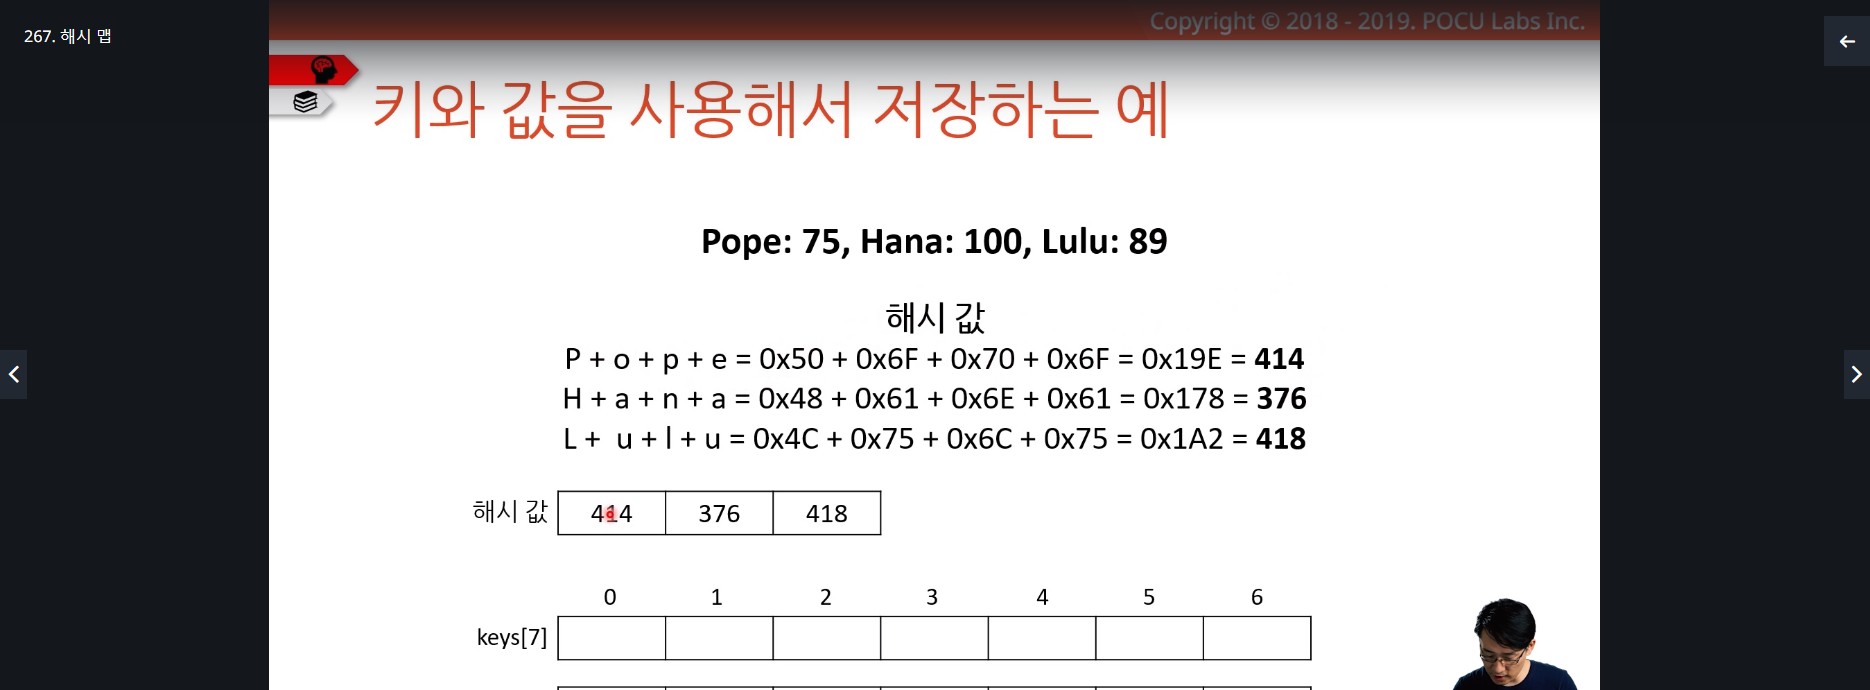 Copyright © 2018 - 2019. POCU Labs Inc.
267. 해시 맵
키와 값을 사용해서 저장하는 예
Pope: 75, Hana: 100, Lulu: 89
해시 값
P + o + p + e = 0x50 + 0x6F + 0x70 + 0x6F = 0x19E = 414
H + a + n + a = 0x48 + 0x61 + 0x6E + 0x61 = 0x178 = 376
L + u + l + u = 0x4C + 0x75 + 0x6C + 0x75 = 0x1A2 = 418
해시 값 414 376 418
0 1 2 3 4 5 6
keys[7]